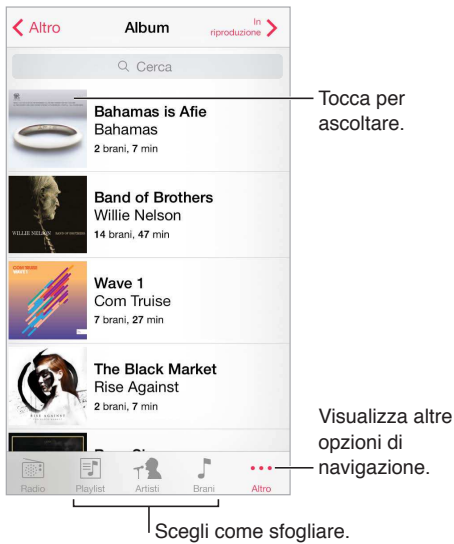 Altro
Album
In
riproduzione
Cerca
Bahamas is Afie
Bahamas
2 brani, 7 min
Tocca per
ascoltare.
WILLIE NELSON BAND OF BROTHERS
Band of Brothers
Willie Nelson
14 brani, 47 min
Wave 1
Com Truise
7 brani, 27 min
The Black Market
Rise Against
2 brani, 7 min
Visualizza altre
opzioni di
navigazione.
Radio
Playlist
Artisti
Brani
Altro
Scegli come sfogliare.